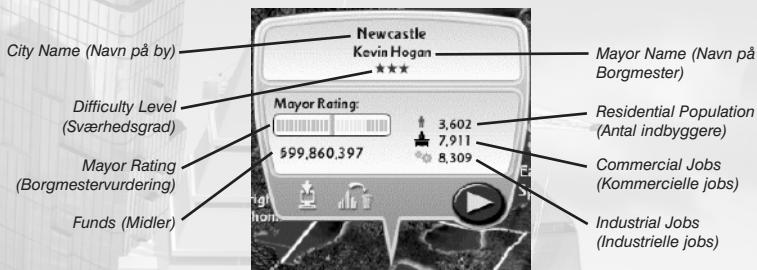 City Name (Navn på by)
Difficulty Level
(Sværhedsgrad)
Mayor Rating
(Borgmestervurdering)
Funds (Midler)
Newcastle
Kevin Hogan
★★★
Mayor Rating:
599,860,397
3,602
7,911
8,309
Mayor Name (Navn på
Borgmester)
Residential Population
(Antal indbyggere)
Commercial Jobs
(Kommercielle jobs)
Industrial Jobs
(Industrielle jobs)